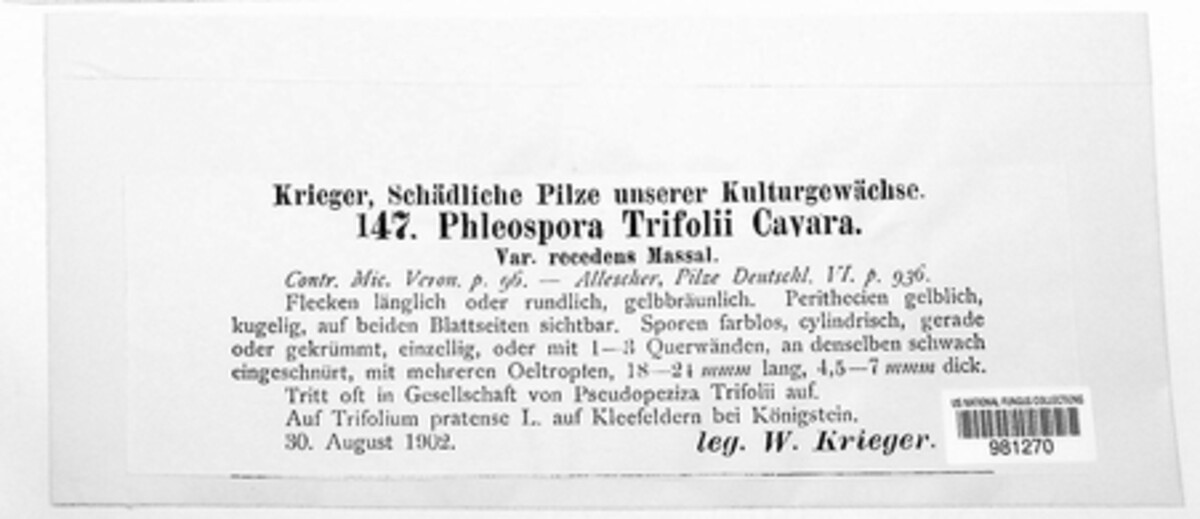 Krieger, Schädliche Pilze unserer Kulturgewächse.
147. Phleospora Trifolii Cavara.
Var. recedens Massal.
Contr. Mic. Veron. p. 96. — Allescher, Pilze Deutschl. VI. p. 936.
Flecken länglich oder rundlich, gelbbräunlich. Perithecien gelblich,
kugelig, auf beiden Blattseiten sichtbar. Sporen farblos, cylindrisch, gerade
oder gekrümmt, einzellig, oder mit 1—3 Querwänden, an denselben schwach
eingeschnürt, mit mehreren Oeltropfen, 18—24 mmm lang, 4,5—7 mmm dick.
Tritt oft in Gesellschaft von Pseudopeziza Trifolii auf.
Auf Trifolium pratense L. auf Kleefeldern bei Königstein.
30. August 1902.
leg. W. Krieger.
US NATIONAL FUNGUS COLLECTIONS
981270